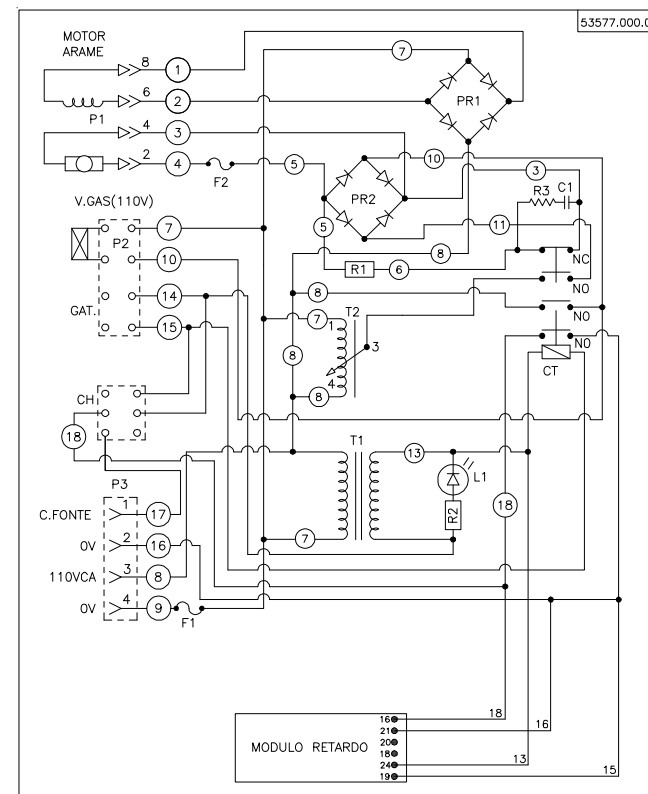 53577.000.0
MOTOR
ARAME
8
1
7
6
2
P1
PR1
4
3
2
4
5
10
3
F2
R3
C1
PR2
V.GAS(110V)
5
11
P2
7
8
NC
10
R1
6
8
NO
14
T2
GAT.
7
1
NO
15
3
NO
8
4
CT
CH
8
18
T1
13
L1
P3
18
R2
C.FONTE
1
17
0V
2
16
7
110VCA
3
8
0V
4
9
F1
16
18
21
16
MODULO RETARDO
20
18
24
13
19
15